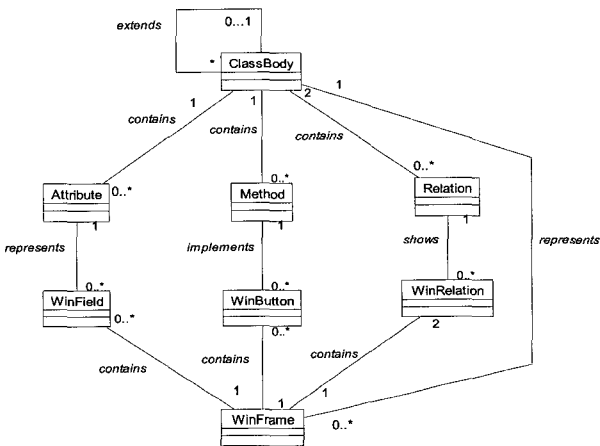 extends
0...1
*
ClassBody
1
1
2
1
contains
contains
contains
0..*
0..*
0..*
Attribute
Method
Relation
1
1
1
represents
implements
shows
represents
0..*
0..*
0..*
WinField
WinButton
WinRelation
0..*
0..*
2
contains
contains
contains
1
1
1
WinFrame
0..*